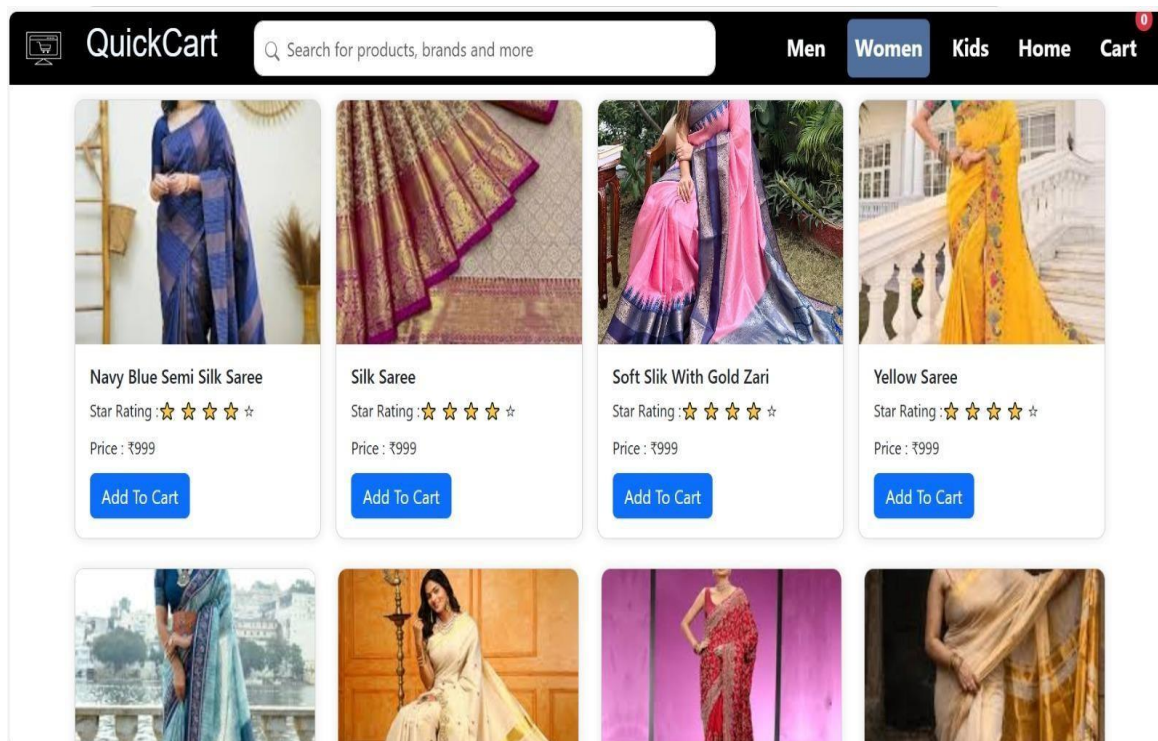 QuickCart
Search for products, brands and more
Men
Women
Kids
Home
Cart
0
Navy Blue Semi Silk Saree
Star Rating :
Price : ₹999
Add To Cart
Silk Saree
Star Rating :
Price : ₹999
Add To Cart
Soft Slik With Gold Zari
Star Rating :
Price : ₹999
Add To Cart
Yellow Saree
Star Rating :
Price : ₹999
Add To Cart